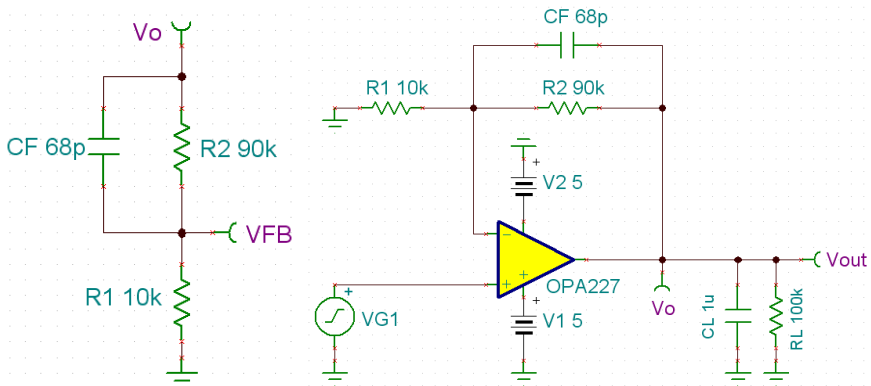 Vo
CF 68p
R2 90k
VFB
R1 10k
CF 68p
R1 10k
R2 90k
+
V2 5
-
+
+
OPA227
+
VG1
+
V1 5
Vo
Vout
CL 1u
RL 100k